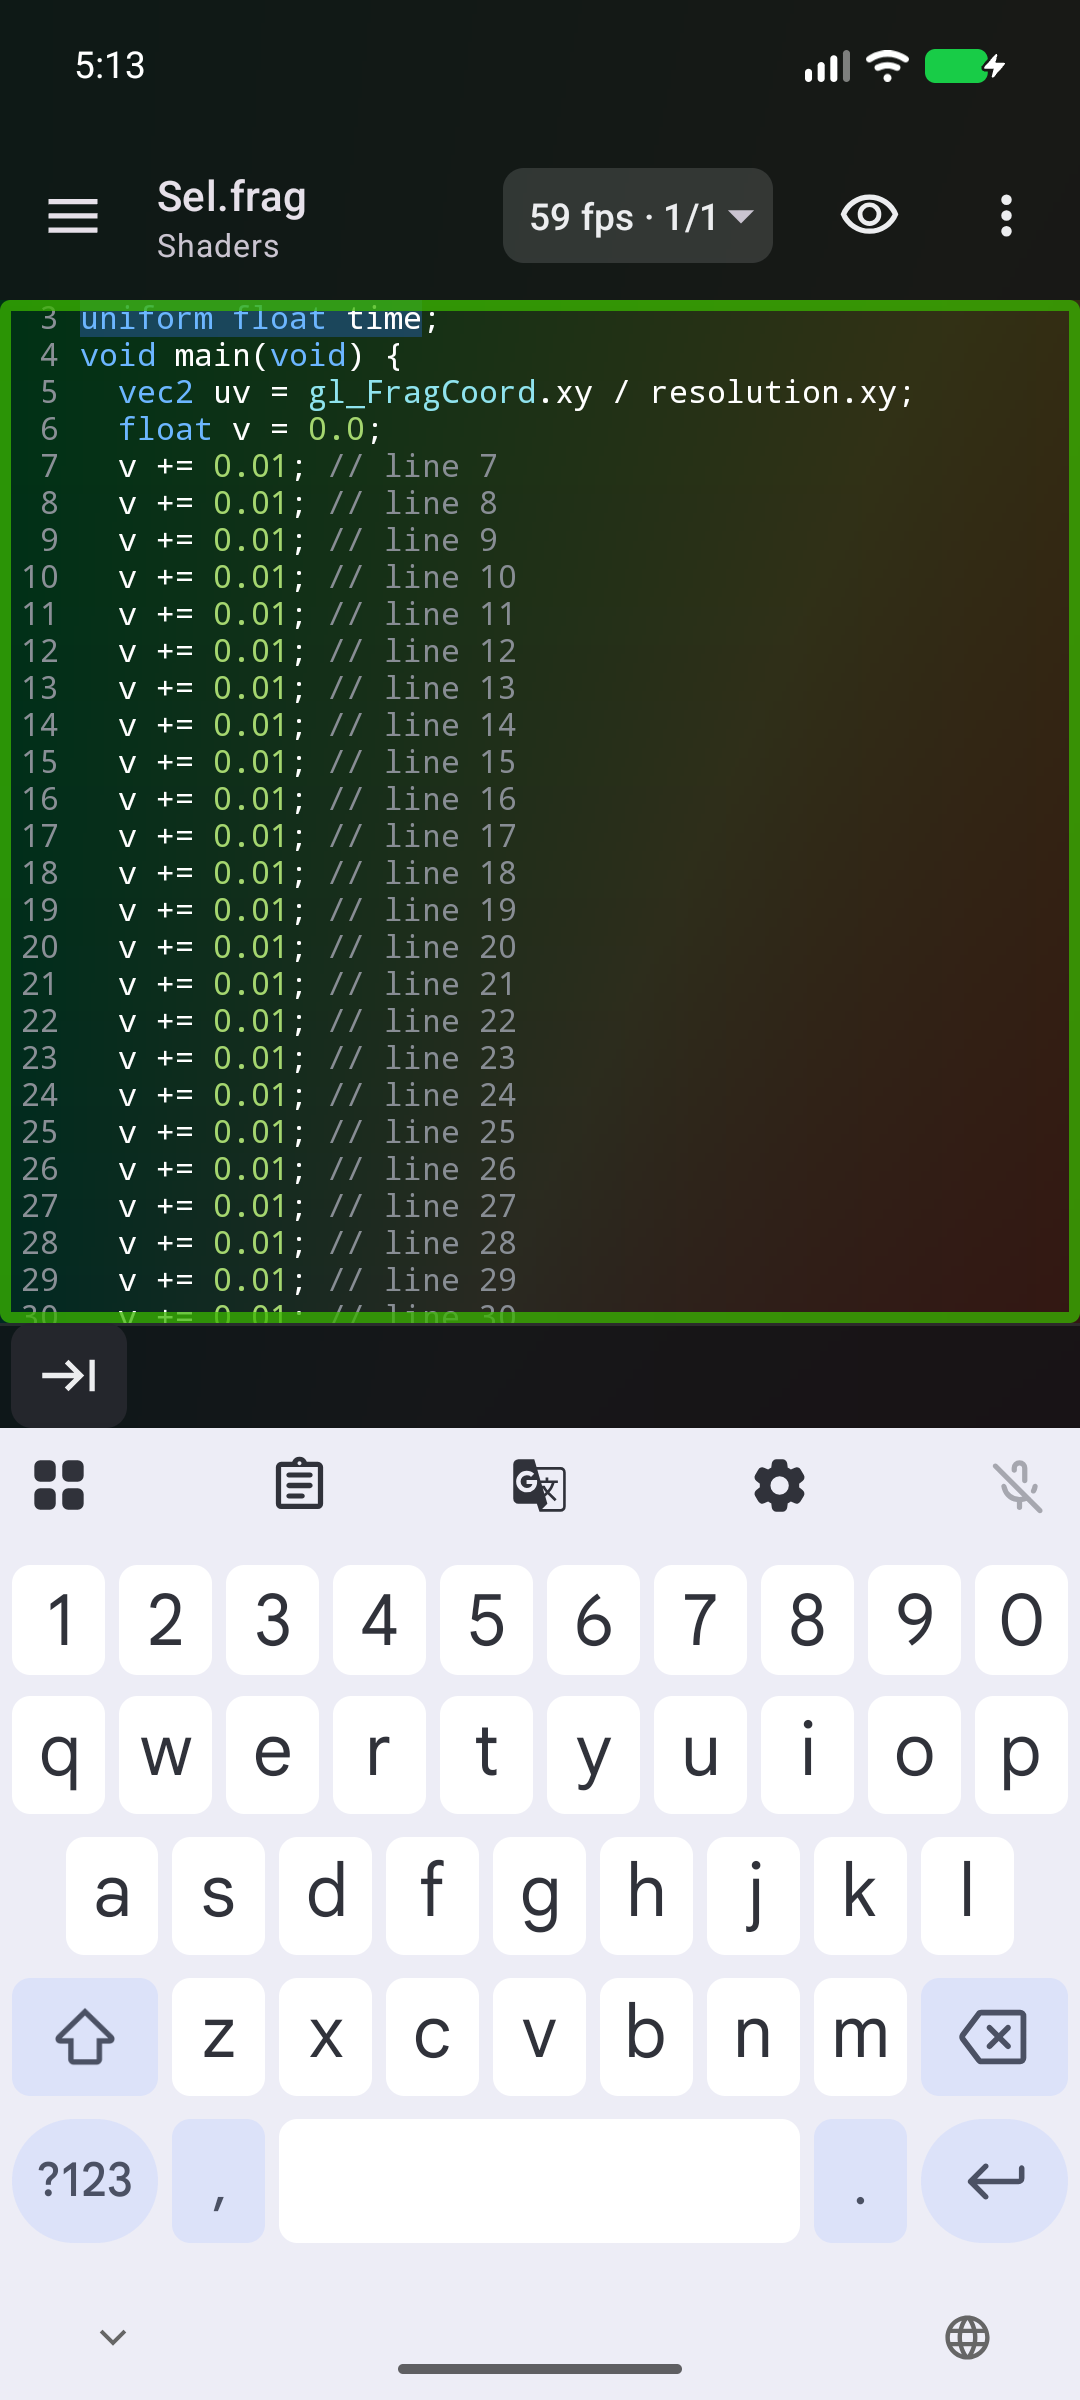 5:13
Sel.frag
Shaders
59 fps · 1/1
3 uniform float time;
4 void main(void) {
5   vec2 uv = gl_FragCoord.xy / resolution.xy;
6   float v = 0.0;
7   v += 0.01; // line 7
8   v += 0.01; // line 8
9   v += 0.01; // line 9
10   v += 0.01; // line 10
11   v += 0.01; // line 11
12   v += 0.01; // line 12
13   v += 0.01; // line 13
14   v += 0.01; // line 14
15   v += 0.01; // line 15
16   v += 0.01; // line 16
17   v += 0.01; // line 17
18   v += 0.01; // line 18
19   v += 0.01; // line 19
20   v += 0.01; // line 20
21   v += 0.01; // line 21
22   v += 0.01; // line 22
23   v += 0.01; // line 23
24   v += 0.01; // line 24
25   v += 0.01; // line 25
26   v += 0.01; // line 26
27   v += 0.01; // line 27
28   v += 0.01; // line 28
29   v += 0.01; // line 29
30   v += 0.01; // line 30
G 文
1 2 3 4 5 6 7 8 9 0
q w e r t y u i o p
a s d f g h j k l
z x c v b n m
?123 , .